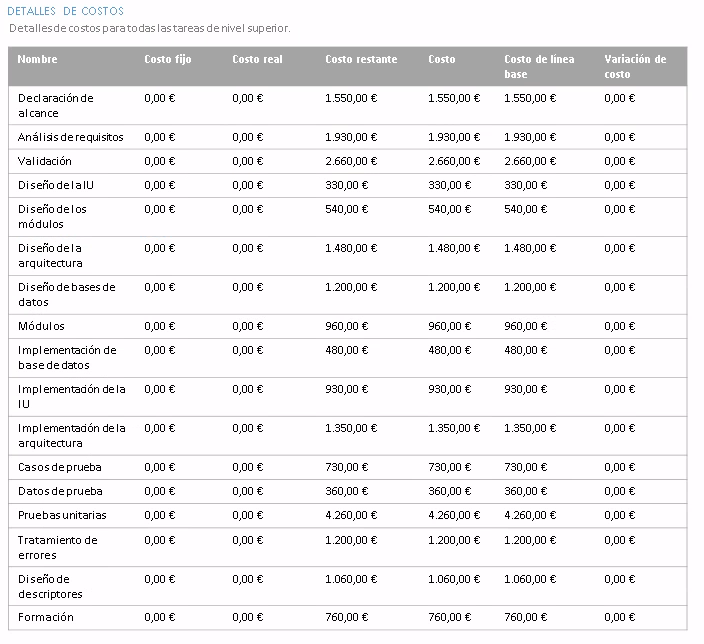 DETALLES DE COSTOS
Detalles de costos para todas las tareas de nivel superior.
Nombre Costo fijo Costo real Costo restante Costo Costo de línea base Variación de costo
Declaración de alcance 0,00 € 0,00 € 1.550,00 € 1.550,00 € 1.550,00 € 0,00 €
Análisis de requisitos 0,00 € 0,00 € 1.930,00 € 1.930,00 € 1.930,00 € 0,00 €
Validación 0,00 € 0,00 € 2.660,00 € 2.660,00 € 2.660,00 € 0,00 €
Diseño de la IU 0,00 € 0,00 € 330,00 € 330,00 € 330,00 € 0,00 €
Diseño de los módulos 0,00 € 0,00 € 540,00 € 540,00 € 540,00 € 0,00 €
Diseño de la arquitectura 0,00 € 0,00 € 1.480,00 € 1.480,00 € 1.480,00 € 0,00 €
Diseño de bases de datos 0,00 € 0,00 € 1.200,00 € 1.200,00 € 1.200,00 € 0,00 €
Módulos 0,00 € 0,00 € 960,00 € 960,00 € 960,00 € 0,00 €
Implementación de base de datos 0,00 € 0,00 € 480,00 € 480,00 € 480,00 € 0,00 €
Implementación de la IU 0,00 € 0,00 € 930,00 € 930,00 € 930,00 € 0,00 €
Implementación de la arquitectura 0,00 € 0,00 € 1.350,00 € 1.350,00 € 1.350,00 € 0,00 €
Casos de prueba 0,00 € 0,00 € 730,00 € 730,00 € 730,00 € 0,00 €
Datos de prueba 0,00 € 0,00 € 360,00 € 360,00 € 360,00 € 0,00 €
Pruebas unitarias 0,00 € 0,00 € 4.260,00 € 4.260,00 € 4.260,00 € 0,00 €
Tratamiento de errores 0,00 € 0,00 € 1.200,00 € 1.200,00 € 1.200,00 € 0,00 €
Diseño de descriptores 0,00 € 0,00 € 1.060,00 € 1.060,00 € 1.060,00 € 0,00 €
Formación 0,00 € 0,00 € 760,00 € 760,00 € 760,00 € 0,00 €